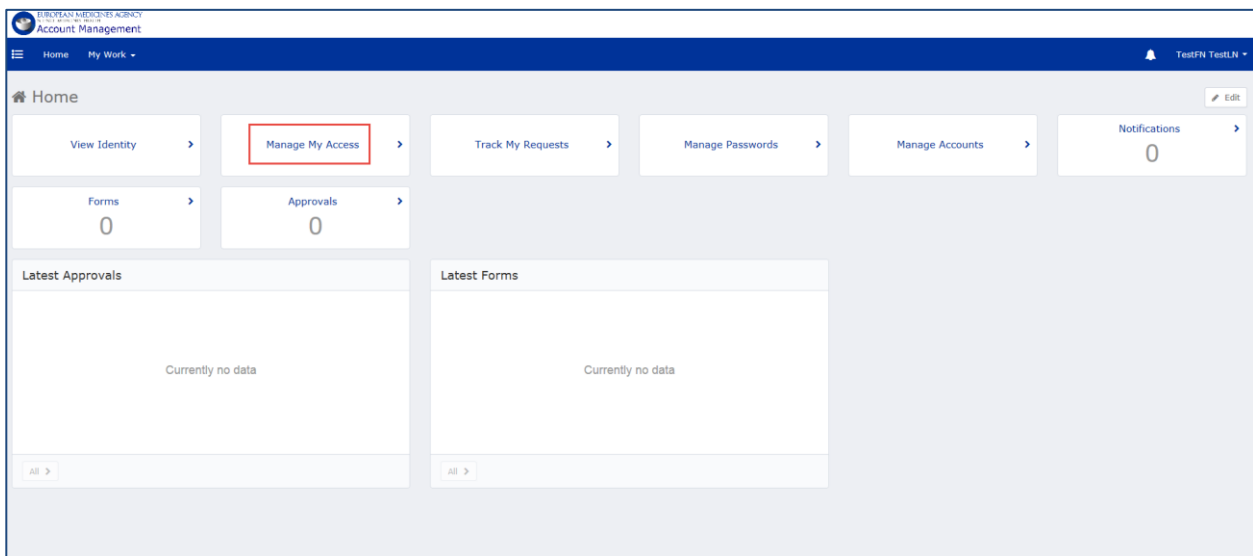 EUROPEAN MEDICINES AGENCY
Account Management
Home My Work
TestFN TestLN
Home
Edit
View Identity
Manage My Access
Track My Requests
Manage Passwords
Manage Accounts
Notifications
0
Forms
0
Approvals
0
Latest Approvals
Latest Forms
Currently no data
Currently no data
All
All